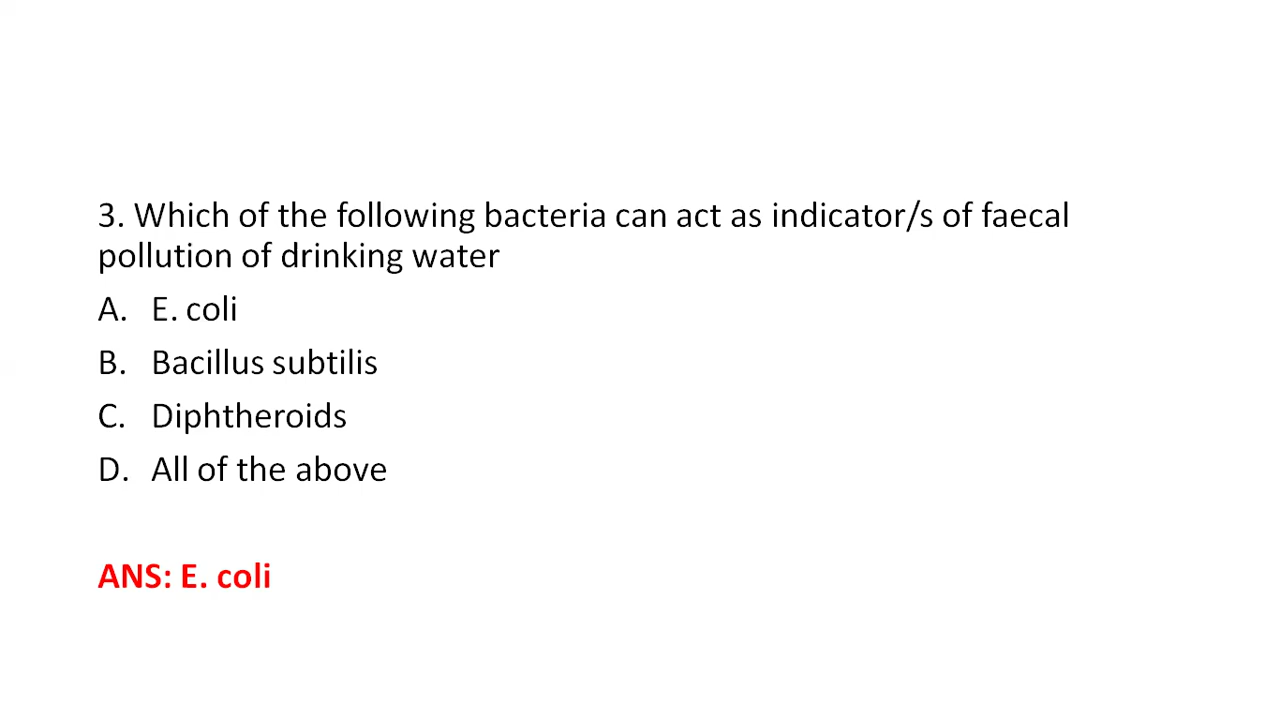 3. Which of the following bacteria can act as indicator/s of faecal
pollution of drinking water
A. E. coli
B. Bacillus subtilis
C. Diphtheroids
D. All of the above
ANS: E. coli